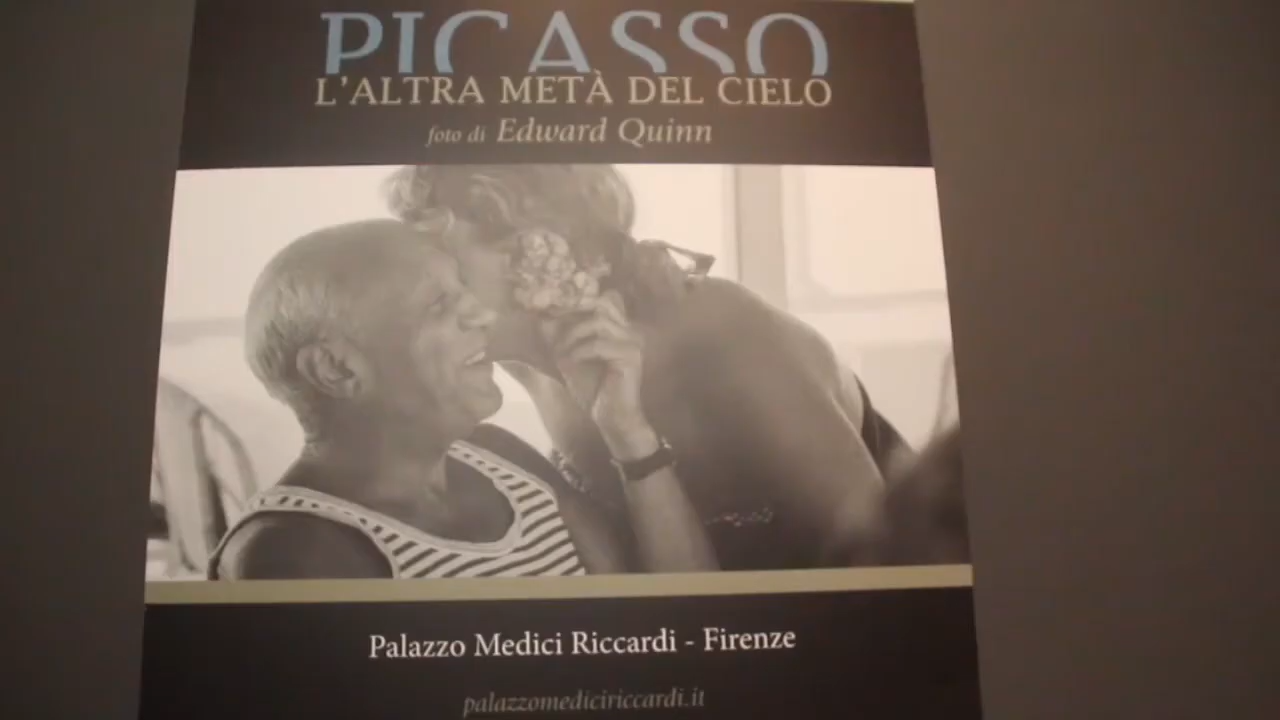 PICASSO
L'ALTRA METÀ DEL CIELO
foto di Edward Quinn
Palazzo Medici Riccardi - Firenze
palazzomediciriccardi.it